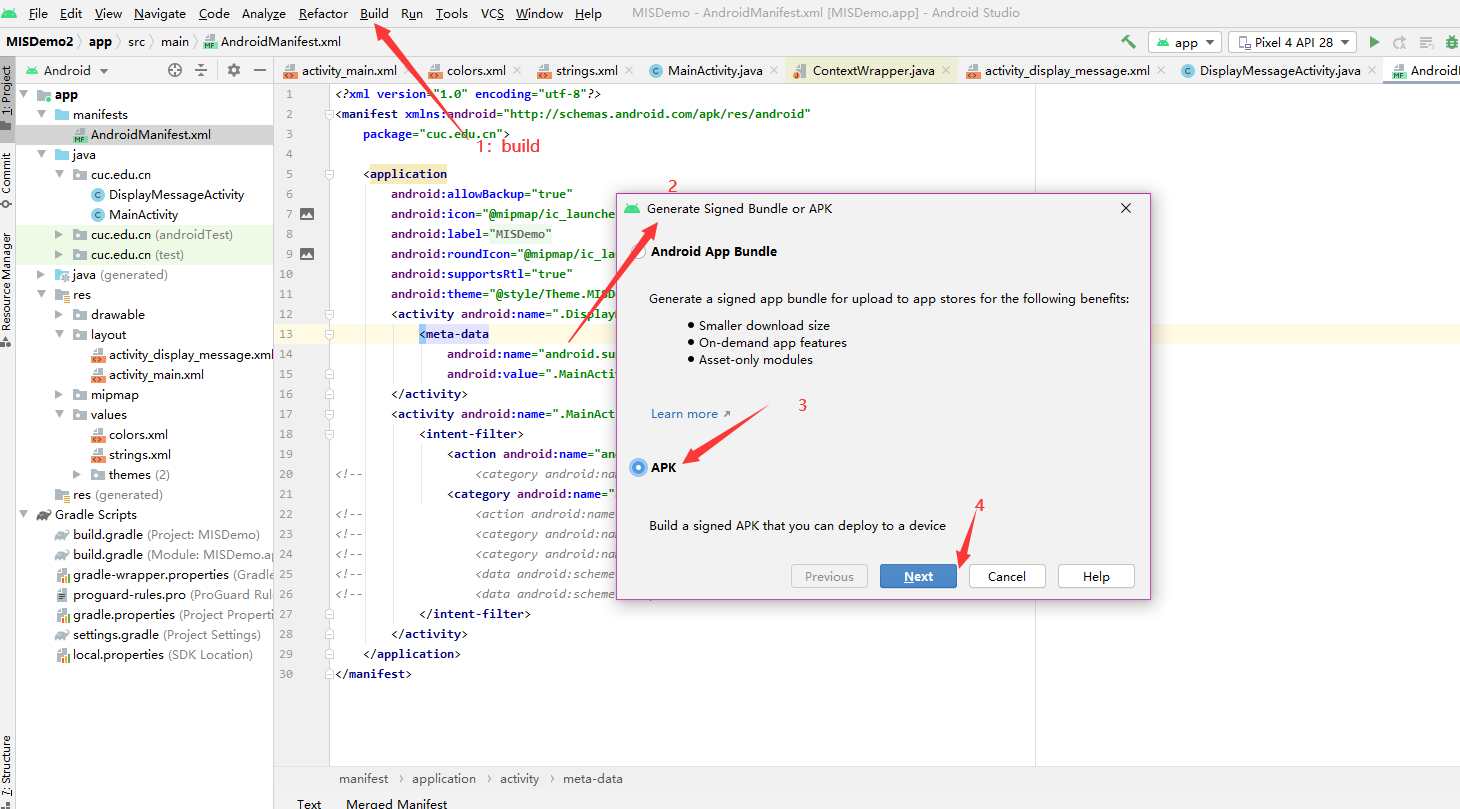 File Edit View Navigate Code Analyze Refactor Build Run Tools VCS Window Help MISDemo - AndroidManifest.xml [MISDemo.app] - Android Studio
MISDemo2 app src main AndroidManifest.xml app Pixel 4 API 28
1: Project
Commit
Resource Manager
7: Structure
Android
app
manifests
AndroidManifest.xml
java
cuc.edu.cn
DisplayMessageActivity
MainActivity
cuc.edu.cn (androidTest)
cuc.edu.cn (test)
java (generated)
res
drawable
layout
activity_display_message.xml
activity_main.xml
mipmap
values
colors.xml
strings.xml
themes (2)
res (generated)
Gradle Scripts
build.gradle (Project: MISDemo)
build.gradle (Module: MISDemo.ap
gradle-wrapper.properties (Gradle
proguard-rules.pro (ProGuard Rul
gradle.properties (Project Properti
settings.gradle (Project Settings)
local.properties (SDK Location)
activity_main.xml colors.xml strings.xml MainActivity.java ContextWrapper.java activity_display_message.xml DisplayMessageActivity.java Android
1 <?xml version="1.0" encoding="utf-8"?>
2 <manifest xmlns:android="http://schemas.android.com/apk/res/android"
3 package="cuc.edu.cn">
4
5 <application
6 android:allowBackup="true"
7 android:icon="@mipmap/ic_launche
8 android:label="MISDemo"
9 android:roundIcon="@mipmap/ic_la
10 android:supportsRtl="true"
11 android:theme="@style/Theme.MISD
12 <activity android:name=".Display
13 <meta-data
14 android:name="android.su
15 android:value=".MainActi
16 </activity>
17 <activity android:name=".MainAct
18 <intent-filter>
19 <action android:name="an
20 <!-- <category android:na
21 <category android:name="
22 <!-- <action android:name
23 <!-- <category android:na
24 <!-- <category android:na
25 <!-- <data android:scheme
26 <!-- <data android:scheme
27 </intent-filter>
28 </activity>
29 </application>
30 </manifest>
1: build
2
Generate Signed Bundle or APK
Android App Bundle
Generate a signed app bundle for upload to app stores for the following benefits:
● Smaller download size
● On-demand app features
● Asset-only modules
Learn more ↗
3
APK
4
Build a signed APK that you can deploy to a device
Previous Next Cancel Help
manifest › application › activity › meta-data
Text Merged Manifest